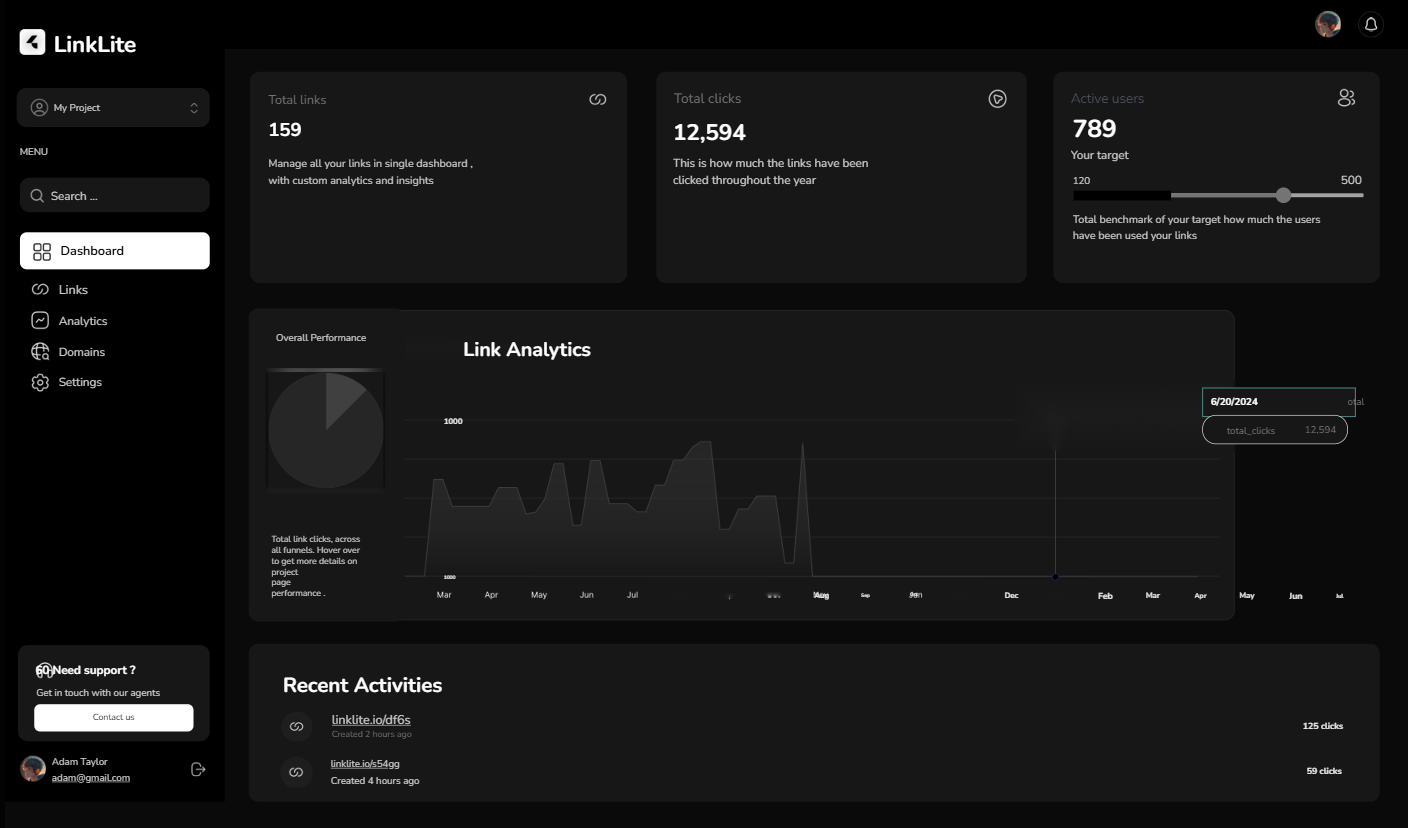 LinkLite
My Project
MENU
Search ...
Dashboard
Links
Analytics
Domains
Settings
60 Need support ?
Get in touch with our agents
Contact us
Adam Taylor
adam@gmail.com
Total links
159
Manage all your links in single dashboard ,
with custom analytics and insights
Total clicks
12,594
This is how much the links have been
clicked throughout the year
Active users
789
Your target
120 500
Total benchmark of your target how much the users
have been used your links
Overall Performance
Total link clicks, across
all funnels. Hover over
to get more details on
project
page
performance .
Link Analytics
6/20/2024 otal
total_clicks 12,594
1000
1000
Mar Apr May Jun Jul Aug Sep Jan Dec Feb Mar Apr May Jun Jul
Recent Activities
linklite.io/df6s
Created 2 hours ago
125 clicks
linklite.io/s54gg
Created 4 hours ago
59 clicks